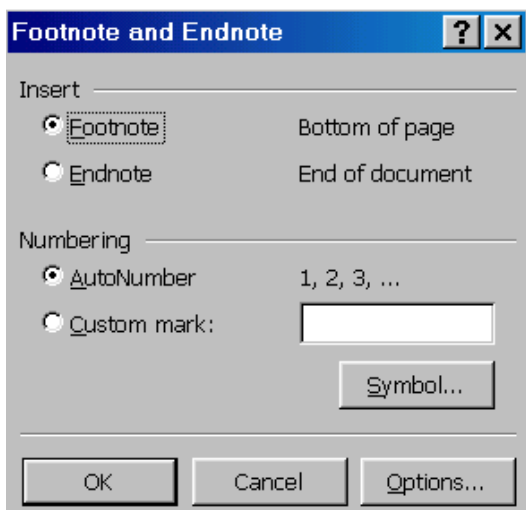 Footnote and Endnote ? ×
Insert
Footnote Bottom of page
Endnote End of document
Numbering
AutoNumber 1, 2, 3, ...
Custom mark:
Symbol...
OK Cancel Options...